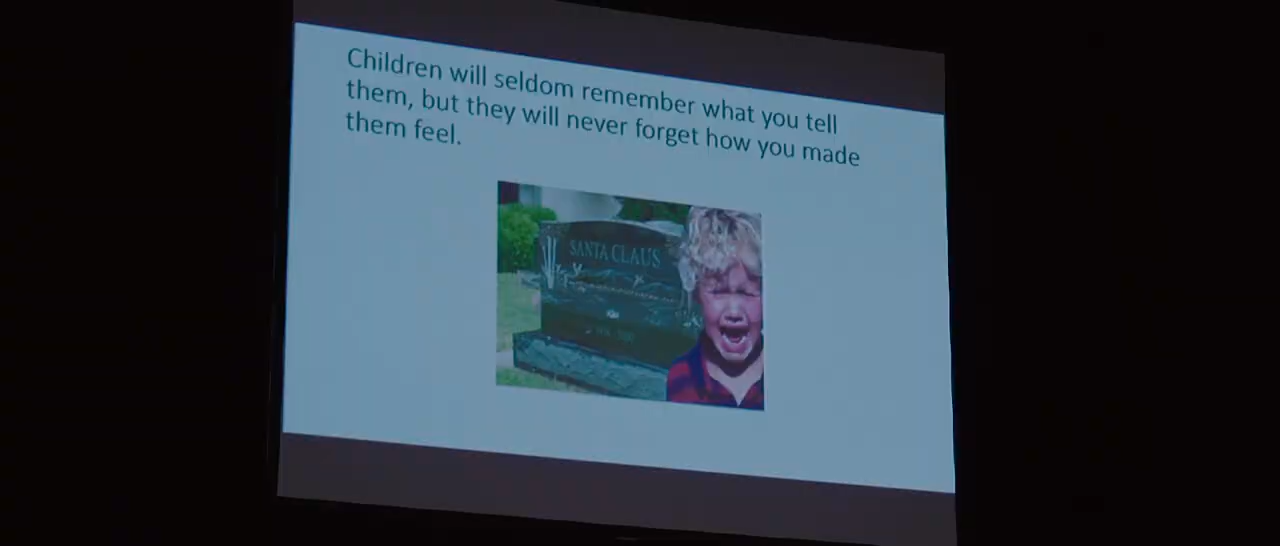 Children will seldom remember what you tell
them, but they will never forget how you made
them feel.
SANTA CLAUS